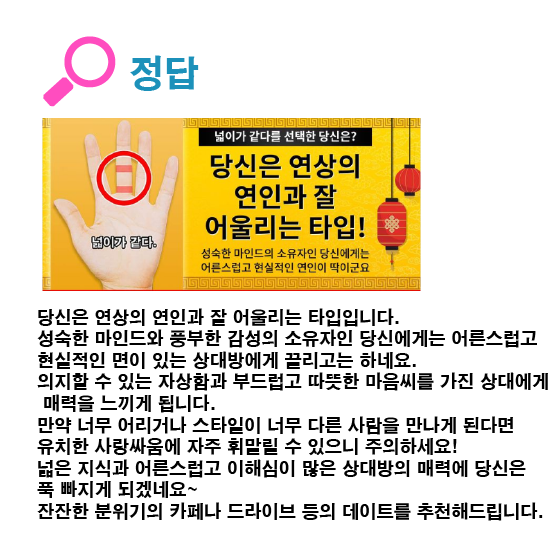 정답
넓이가 같다를 선택한 당신은?
당신은 연상의
연인과 잘
어울리는 타입!
성숙한 마인드의 소유자인 당신에게는
어른스럽고 현실적인 연인이 딱이군요
넓이가 같다.
당신은 연상의 연인과 잘 어울리는 타입입니다.
성숙한 마인드와 풍부한 감성의 소유자인 당신에게는 어른스럽고
현실적인 면이 있는 상대방에게 끌리고는 하네요.
의지할 수 있는 자상함과 부드럽고 따뜻한 마음씨를 가진 상대에게
매력을 느끼게 됩니다.
만약 너무 어리거나 스타일이 너무 다른 사람을 만나게 된다면
유치한 사랑싸움에 자주 휘말릴 수 있으니 주의하세요!
넓은 지식과 어른스럽고 이해심이 많은 상대방의 매력에 당신은
푹 빠지게 되겠네요~
잔잔한 분위기의 카페나 드라이브 등의 데이트를 추천해드립니다.